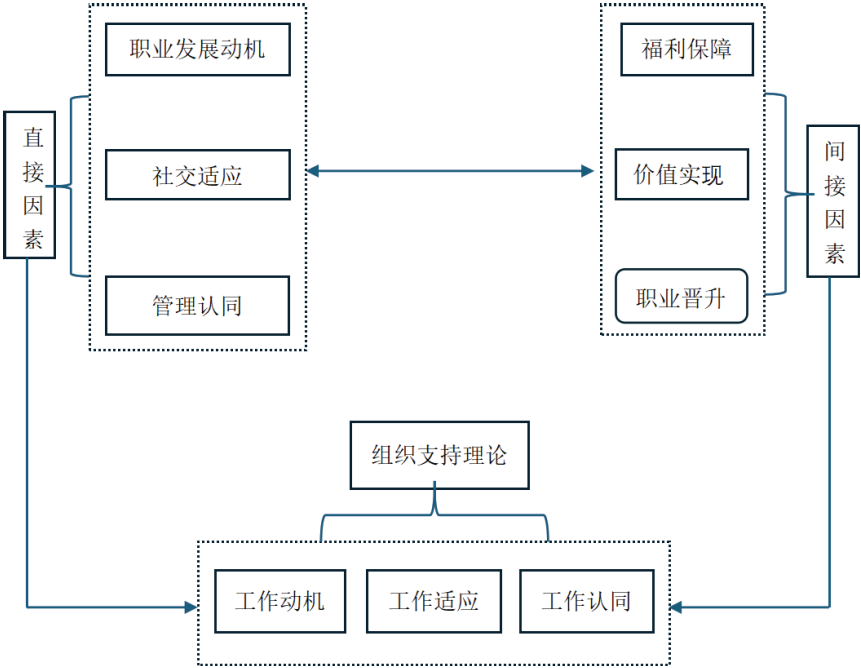 职业发展动机
福利保障
直接因素
社交适应
价值实现
间接因素
管理认同
职业晋升
组织支持理论
工作动机
工作适应
工作认同